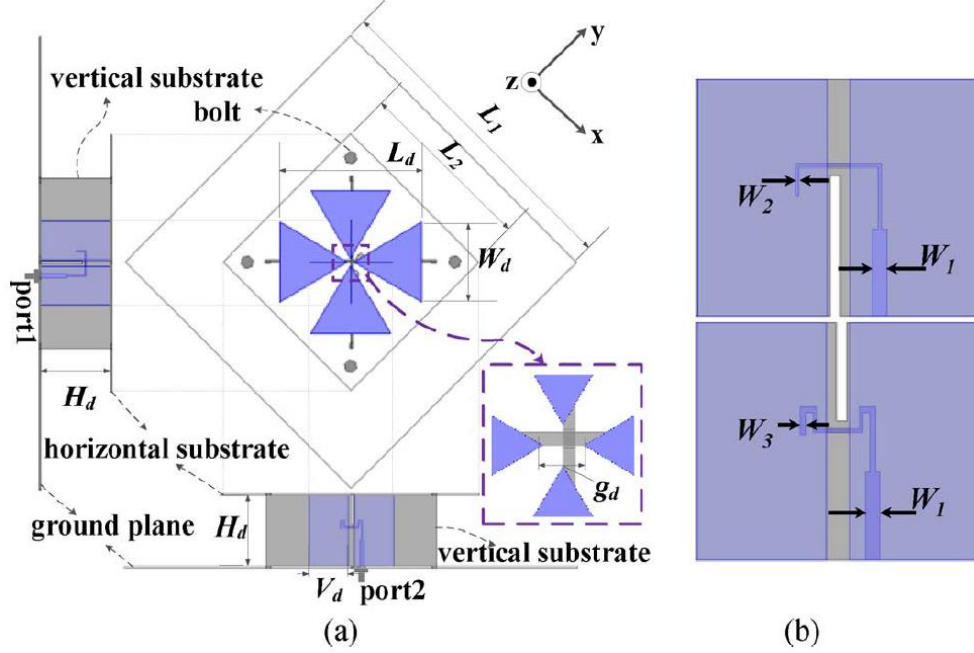 vertical substrate
bolt
y
z
x
L1
L2
Ld
Wd
port1
Hd
horizontal substrate
gd
ground plane
Hd
vertical substrate
Vd
port2
(a)
W2
W1
W3
W1
(b)